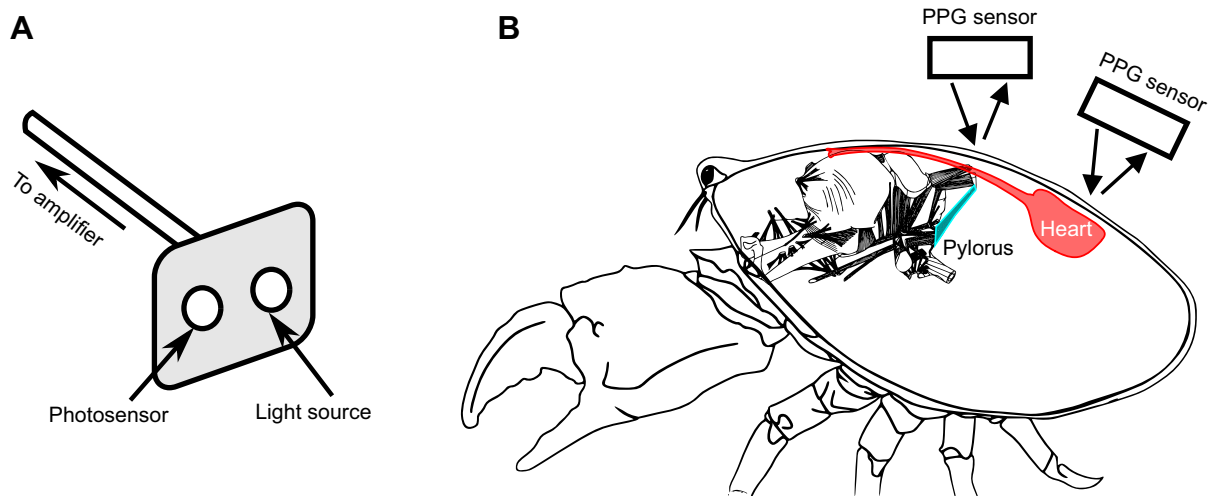 A
To amplifier
Photosensor
Light source
B
PPG sensor
PPG sensor
Heart
Pylorus